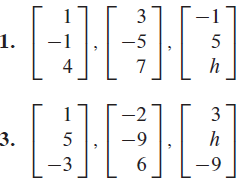 1. [1 -1 4], [3 -5 7], [-1 5 h]
3. [1 5 -3], [-2 -9 6], [3 h -9]